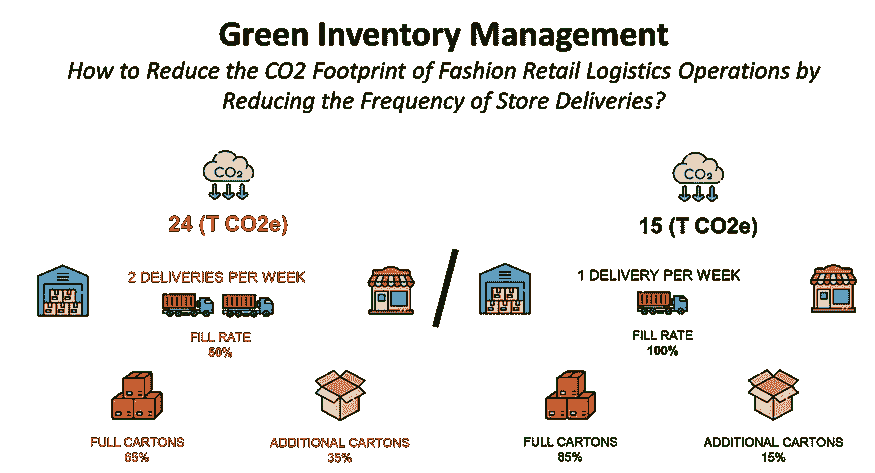 Green Inventory Management
How to Reduce the CO2 Footprint of Fashion Retail Logistics Operations by
Reducing the Frequency of Store Deliveries?
CO₂
24 (T CO2e)
2 DELIVERIES PER WEEK
FILL RATE
50%
FULL CARTONS
65%
ADDITIONAL CARTONS
35%
/
CO₂
15 (T CO2e)
1 DELIVERY PER WEEK
FILL RATE
100%
FULL CARTONS
85%
ADDITIONAL CARTONS
15%